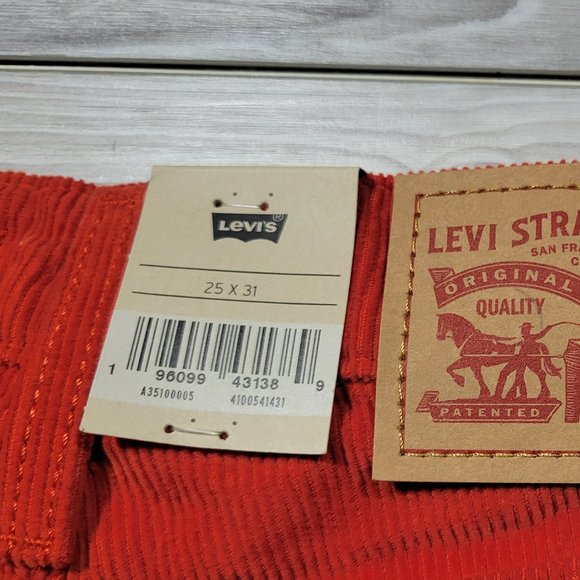 LEVI'S®
25 X 31
1 96099 43138 9
A35100005 4100541431
LEVI STRA
SAN FRA
C
ORIGINAL
QUALITY
PATENTED